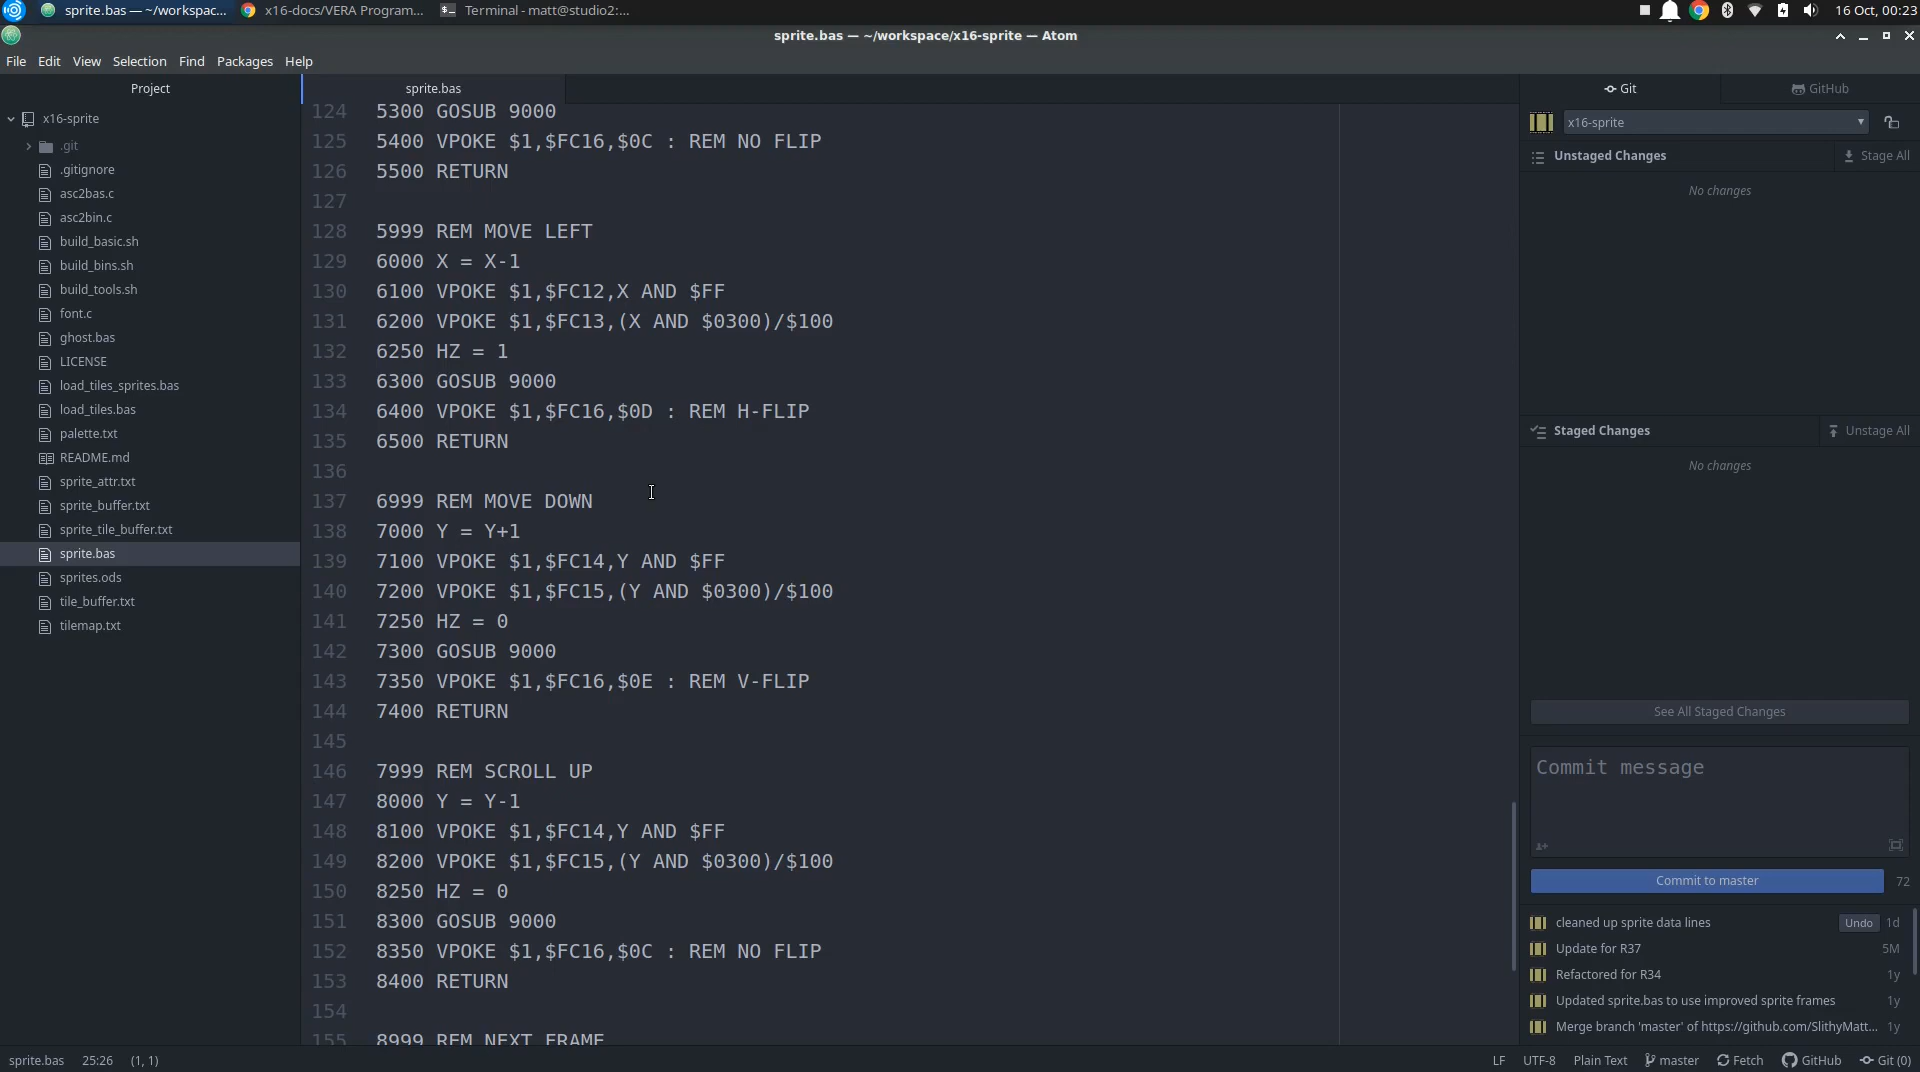 sprite.bas — ~/workspac...
x16-docs/VERA Program...
Terminal - matt@studio2:...
16 Oct, 00:23
sprite.bas — ~/workspace/x16-sprite — Atom
File Edit View Selection Find Packages Help
Project
x16-sprite
.git
.gitignore
asc2bas.c
asc2bin.c
build_basic.sh
build_bins.sh
build_tools.sh
font.c
ghost.bas
LICENSE
load_tiles_sprites.bas
load_tiles.bas
palette.txt
README.md
sprite_attr.txt
sprite_buffer.txt
sprite_tile_buffer.txt
sprite.bas
sprites.ods
tile_buffer.txt
tilemap.txt
sprite.bas
124 5300 GOSUB 9000
125 5400 VPOKE $1,$FC16,$0C : REM NO FLIP
126 5500 RETURN
127
128 5999 REM MOVE LEFT
129 6000 X = X-1
130 6100 VPOKE $1,$FC12,X AND $FF
131 6200 VPOKE $1,$FC13,(X AND $0300)/$100
132 6250 HZ = 1
133 6300 GOSUB 9000
134 6400 VPOKE $1,$FC16,$0D : REM H-FLIP
135 6500 RETURN
136
137 6999 REM MOVE DOWN
138 7000 Y = Y+1
139 7100 VPOKE $1,$FC14,Y AND $FF
140 7200 VPOKE $1,$FC15,(Y AND $0300)/$100
141 7250 HZ = 0
142 7300 GOSUB 9000
143 7350 VPOKE $1,$FC16,$0E : REM V-FLIP
144 7400 RETURN
145
146 7999 REM SCROLL UP
147 8000 Y = Y-1
148 8100 VPOKE $1,$FC14,Y AND $FF
149 8200 VPOKE $1,$FC15,(Y AND $0300)/$100
150 8250 HZ = 0
151 8300 GOSUB 9000
152 8350 VPOKE $1,$FC16,$0C : REM NO FLIP
153 8400 RETURN
154
155 8999 REM NEXT FRAME
Git
GitHub
x16-sprite
Unstaged Changes
Stage All
No changes
Staged Changes
Unstage All
No changes
See All Staged Changes
Commit message
Commit to master
72
cleaned up sprite data lines Undo 1d
Update for R37 5M
Refactored for R34 1y
Updated sprite.bas to use improved sprite frames 1y
Merge branch 'master' of https://github.com/SlithyMatt... 1y
sprite.bas 25:26 (1, 1)
LF UTF-8 Plain Text master Fetch GitHub Git (0)